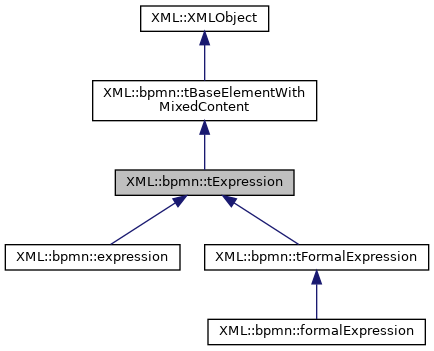 XML::XMLObject
XML::bpmn::tBaseElementWith
MixedContent
XML::bpmn::tExpression
XML::bpmn::expression
XML::bpmn::tFormalExpression
XML::bpmn::formalExpression